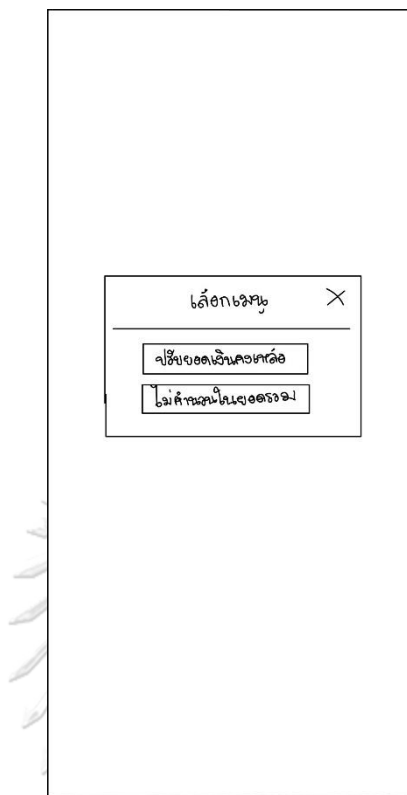 เลือกเมนู X
ปรับยอดเงินคงเหลือ
ไม่คำนวนในยอดรวม